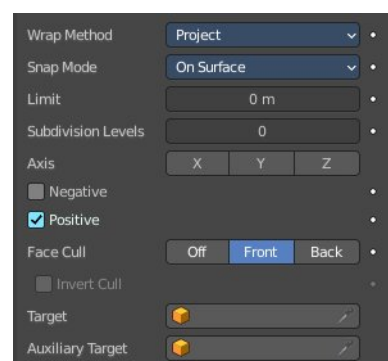 Wrap Method Project
Snap Mode On Surface
Limit 0 m
Subdivision Levels 0
Axis X Y Z
Negative
Positive
Face Cull Off Front Back
Invert Cull
Target
Auxiliary Target